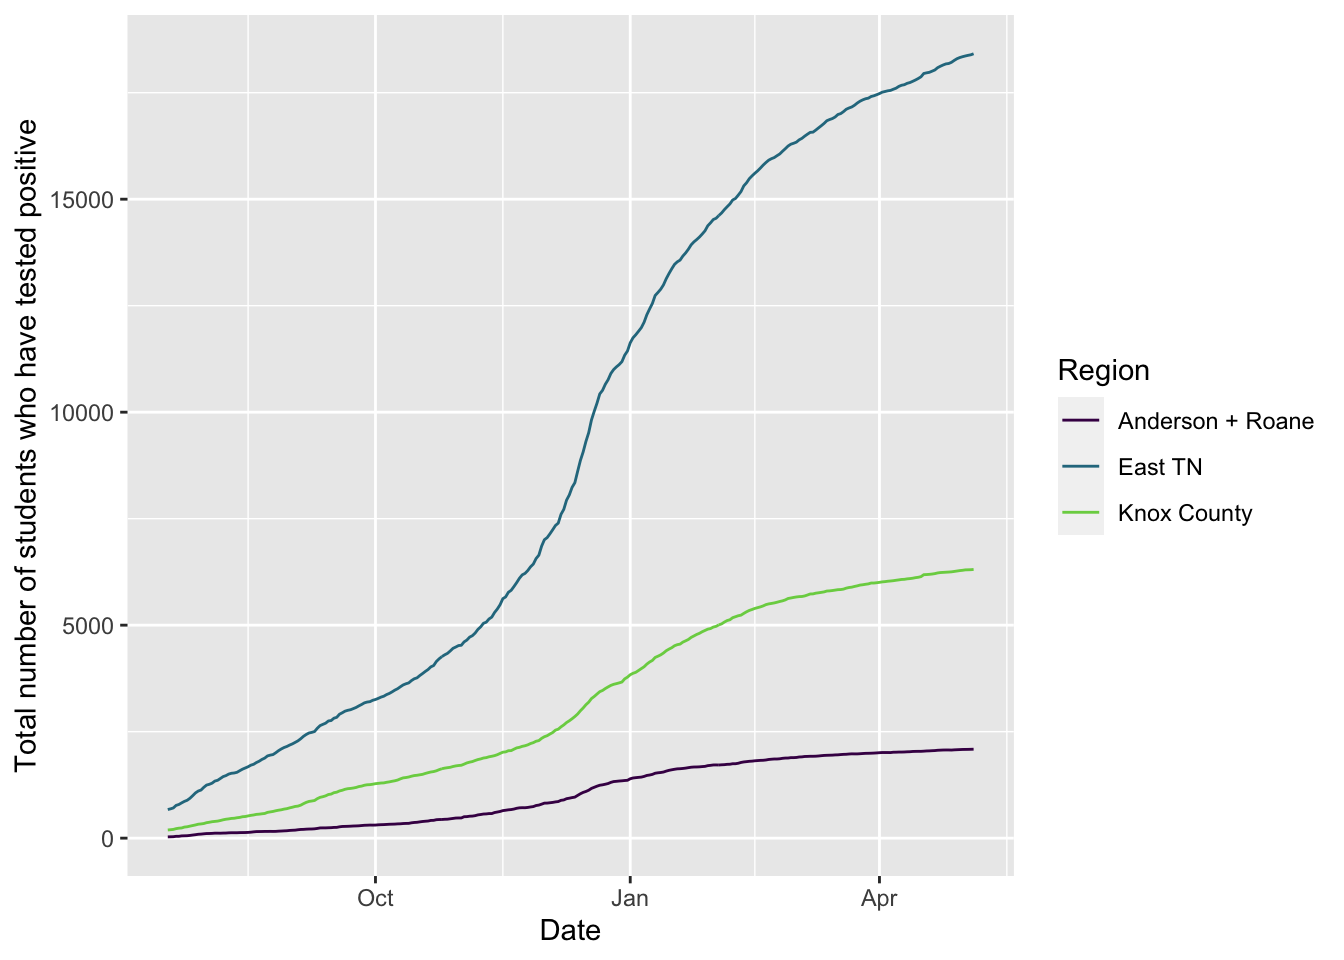 Total number of students who have tested positive
15000
10000
5000
0
Oct
Jan
Apr
Date
Region
Anderson + Roane
East TN
Knox County